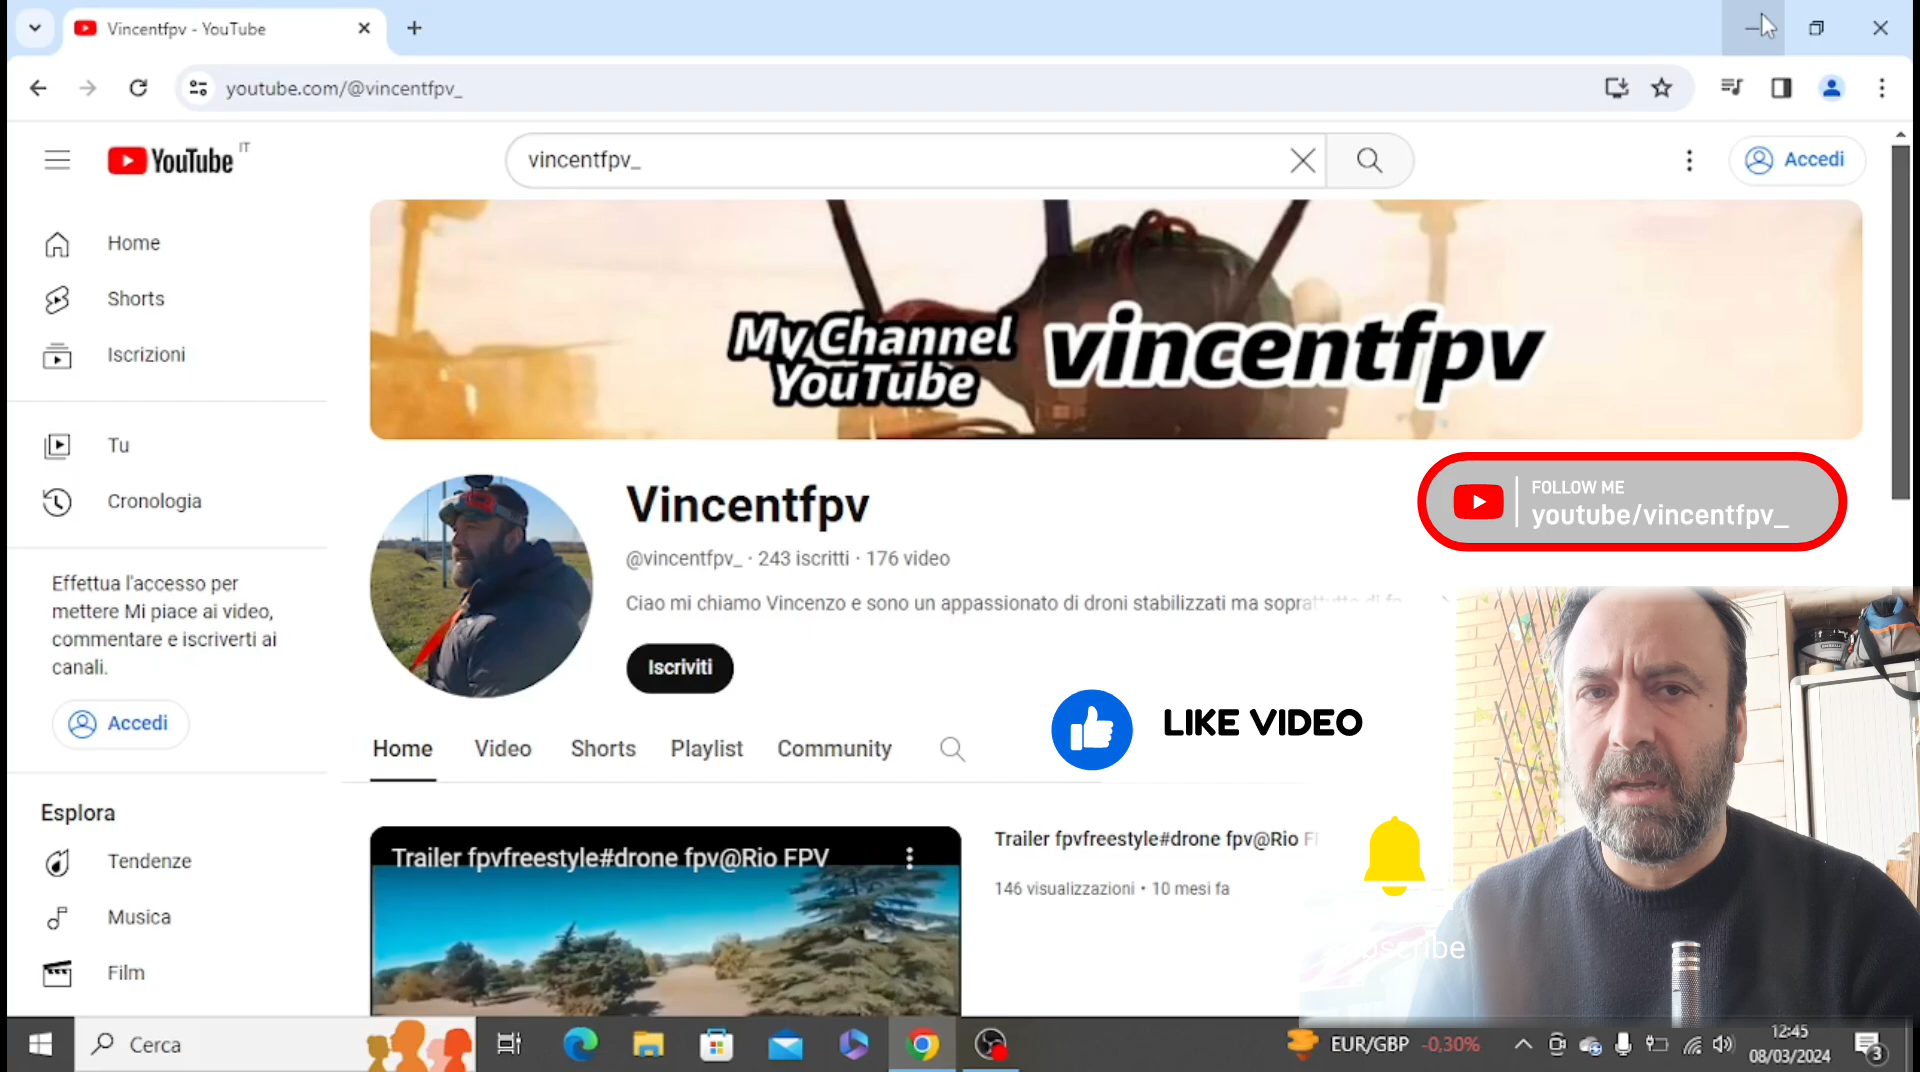 Vincentfpv - YouTube
youtube.com/@vincentfpv_
YouTube IT
vincentfpv_
Accedi
Home
Shorts
Iscrizioni
Tu
Cronologia
Effettua l'accesso per
mettere Mi piace ai video,
commentare e iscriverti ai
canali.
Accedi
Esplora
Tendenze
Musica
Film
My Channel
YouTube
vincentfpv
Vincentfpv
@vincentfpv_ · 243 iscritti · 176 video
Ciao mi chiamo Vincenzo e sono un appassionato di droni stabilizzati ma soprattutto di
Iscriviti
FOLLOW ME
youtube/vincentfpv_
LIKE VIDEO
Home Video Shorts Playlist Community
Trailer fpvfreestyle#drone fpv@Rio FPV
Trailer fpvfreestyle#drone fpv@Rio
146 visualizzazioni • 10 mesi fa
Cerca
EUR/GBP -0,30%
12:45
08/03/2024
3